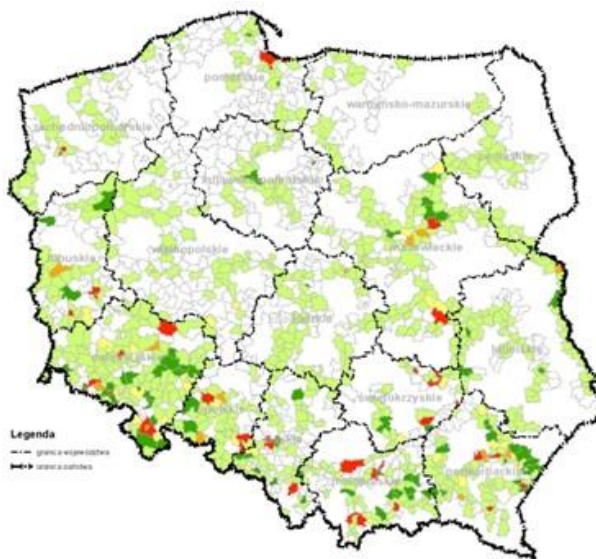 pomorskie
warmińsko-mazurskie
zachodniopomorskie
podlaskie
kujawsko-pomorskie
mazowieckie
lubuskie
wielkopolskie
łódzkie
lubelskie
dolnośląskie
opolskie
świętokrzyskie
śląskie
małopolskie
podkarpackie
Legenda
granica województwa
granica państwa